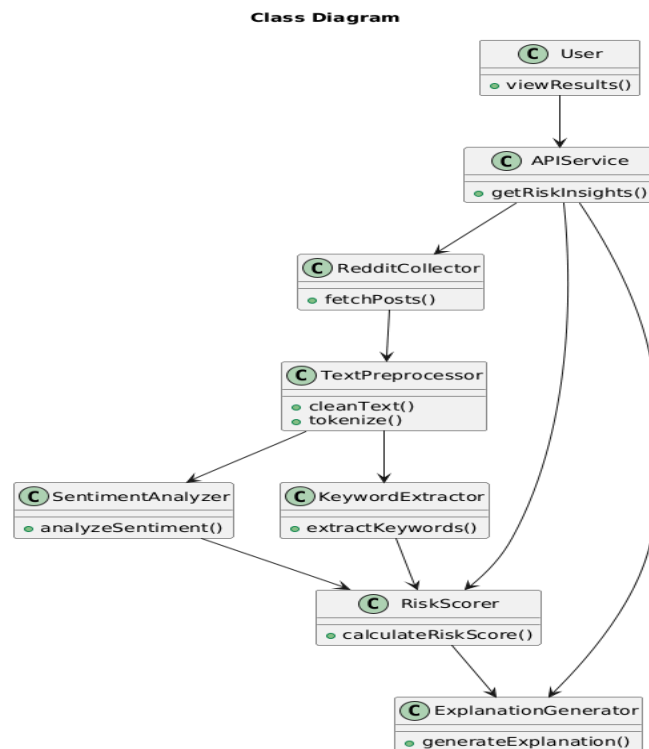 Class Diagram
C User
viewResults()
C APIService
getRiskInsights()
C RedditCollector
fetchPosts()
C TextPreprocessor
cleanText()
tokenize()
C SentimentAnalyzer
analyzeSentiment()
C KeywordExtractor
extractKeywords()
C RiskScorer
calculateRiskScore()
C ExplanationGenerator
generateExplanation()